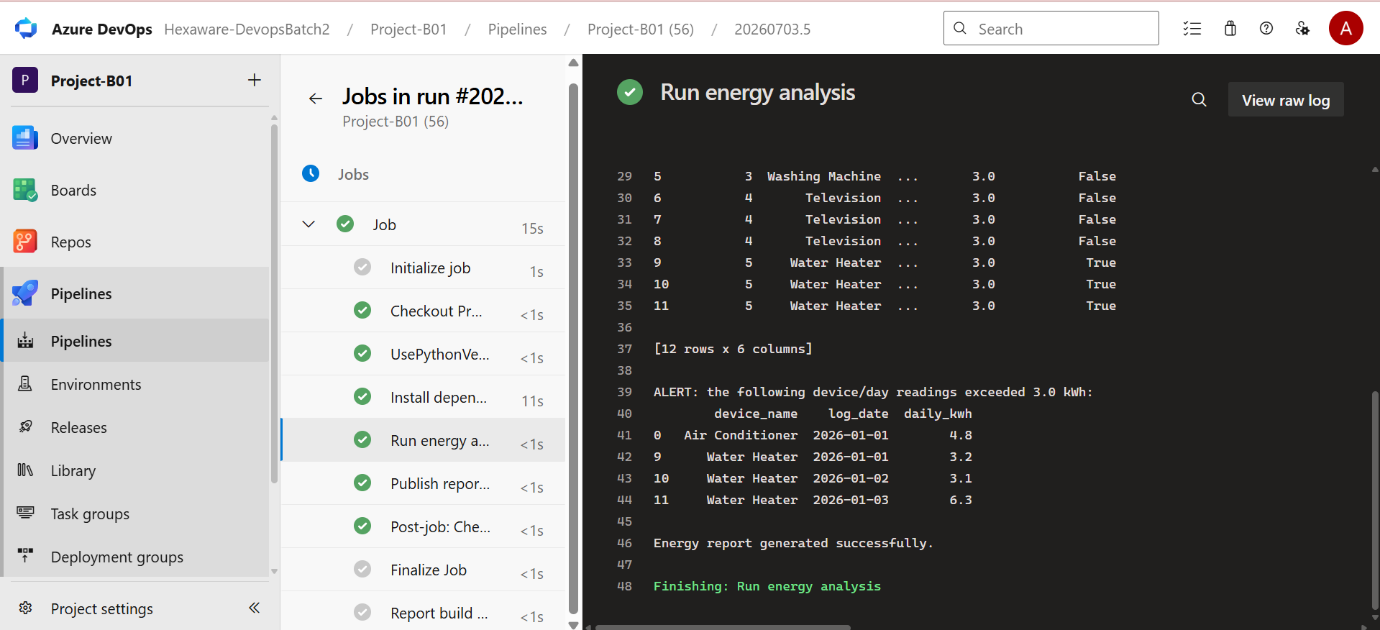 Azure DevOps Hexaware-DevopsBatch2 / Project-B01 / Pipelines / Project-B01 (56) / 20260703.5
Search
A
P Project-B01
Overview
Boards
Repos
Pipelines
Pipelines
Environments
Releases
Library
Task groups
Deployment groups
Project settings
Jobs in run #202...
Project-B01 (56)
Jobs
Job 15s
Initialize job 1s
Checkout Pr... <1s
UsePythonVe... <1s
Install depen... 11s
Run energy a... <1s
Publish repor... <1s
Post-job: Che... <1s
Finalize Job <1s
Report build ... <1s
Run energy analysis
View raw log
29 5 3 Washing Machine ... 3.0 False
30 6 4 Television ... 3.0 False
31 7 4 Television ... 3.0 False
32 8 4 Television ... 3.0 False
33 9 5 Water Heater ... 3.0 True
34 10 5 Water Heater ... 3.0 True
35 11 5 Water Heater ... 3.0 True
36
37 [12 rows x 6 columns]
38
39 ALERT: the following device/day readings exceeded 3.0 kWh:
40 device_name log_date daily_kwh
41 0 Air Conditioner 2026-01-01 4.8
42 9 Water Heater 2026-01-01 3.2
43 10 Water Heater 2026-01-02 3.1
44 11 Water Heater 2026-01-03 6.3
45
46 Energy report generated successfully.
47
48 Finishing: Run energy analysis